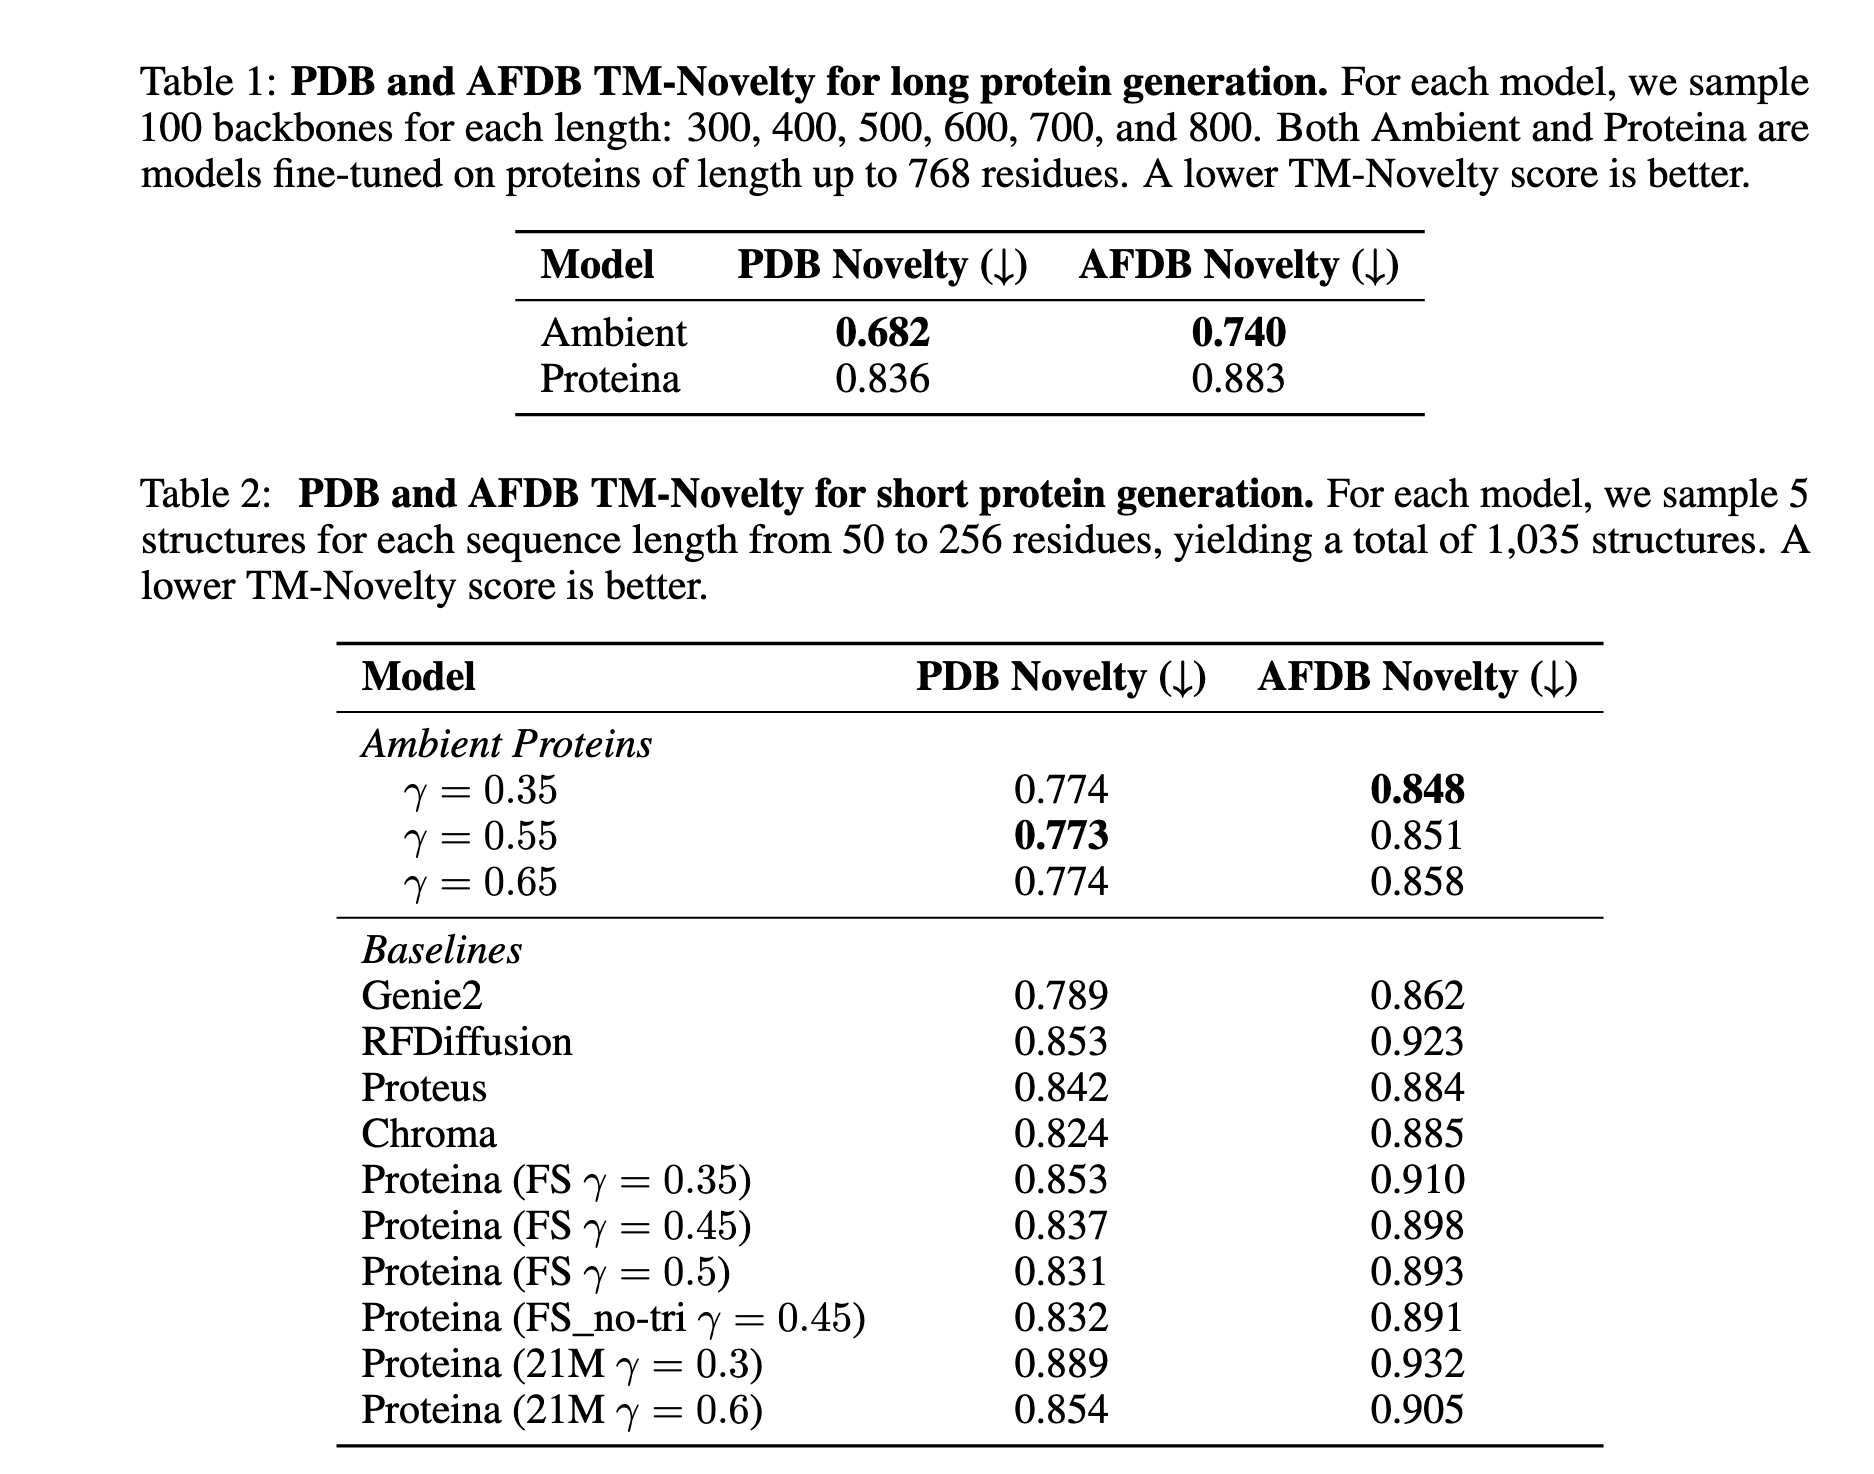 Table 1: PDB and AFDB TM-Novelty for long protein generation. For each model, we sample
100 backbones for each length: 300, 400, 500, 600, 700, and 800. Both Ambient and Proteina are
models fine-tuned on proteins of length up to 768 residues. A lower TM-Novelty score is better.
Model PDB Novelty (↓) AFDB Novelty (↓)
Ambient 0.682 0.740
Proteina 0.836 0.883
Table 2: PDB and AFDB TM-Novelty for short protein generation. For each model, we sample 5
structures for each sequence length from 50 to 256 residues, yielding a total of 1,035 structures. A
lower TM-Novelty score is better.
Model PDB Novelty (↓) AFDB Novelty (↓)
Ambient Proteins
γ = 0.35 0.774 0.848
γ = 0.55 0.773 0.851
γ = 0.65 0.774 0.858
Baselines
Genie2 0.789 0.862
RFDiffusion 0.853 0.923
Proteus 0.842 0.884
Chroma 0.824 0.885
Proteina (FS γ = 0.35) 0.853 0.910
Proteina (FS γ = 0.45) 0.837 0.898
Proteina (FS γ = 0.5) 0.831 0.893
Proteina (FS_no-tri γ = 0.45) 0.832 0.891
Proteina (21M γ = 0.3) 0.889 0.932
Proteina (21M γ = 0.6) 0.854 0.905